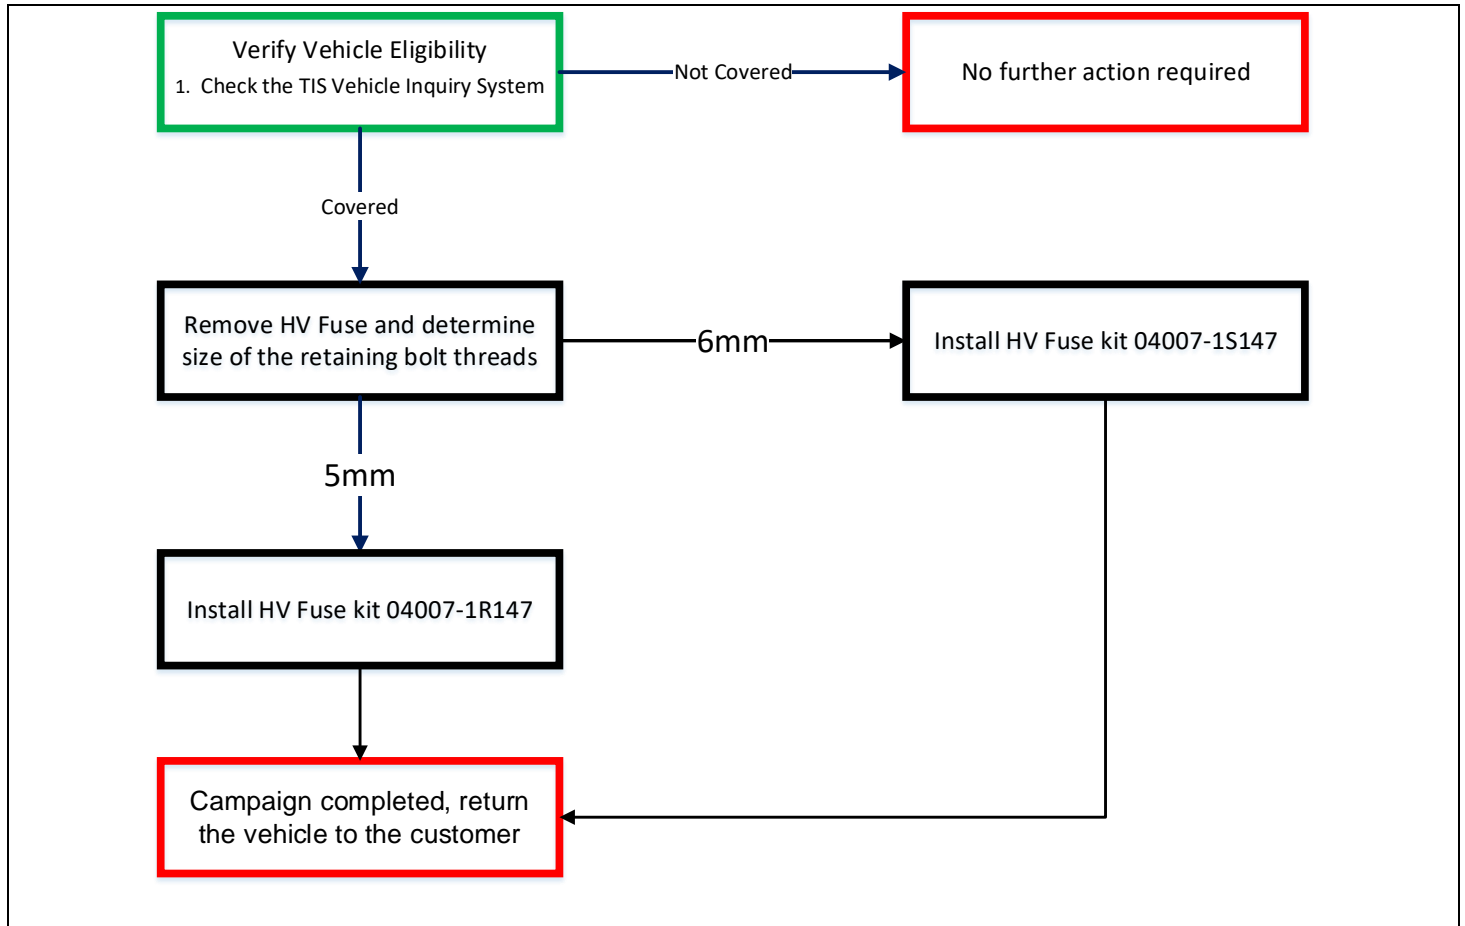 Verify Vehicle Eligibility
1. Check the TIS Vehicle Inquiry System
Not Covered
No further action required
Covered
Remove HV Fuse and determine
size of the retaining bolt threads
6mm
Install HV Fuse kit 04007-1S147
5mm
Install HV Fuse kit 04007-1R147
Campaign completed, return
the vehicle to the customer